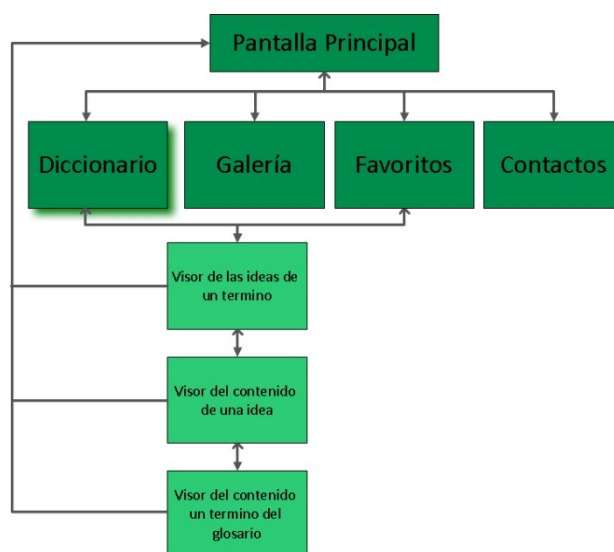 Pantalla Principal
Diccionario
Galería
Favoritos
Contactos
Visor de las ideas de
un termino
Visor del contenido
de una idea
Visor del contenido
un termino del
glosario